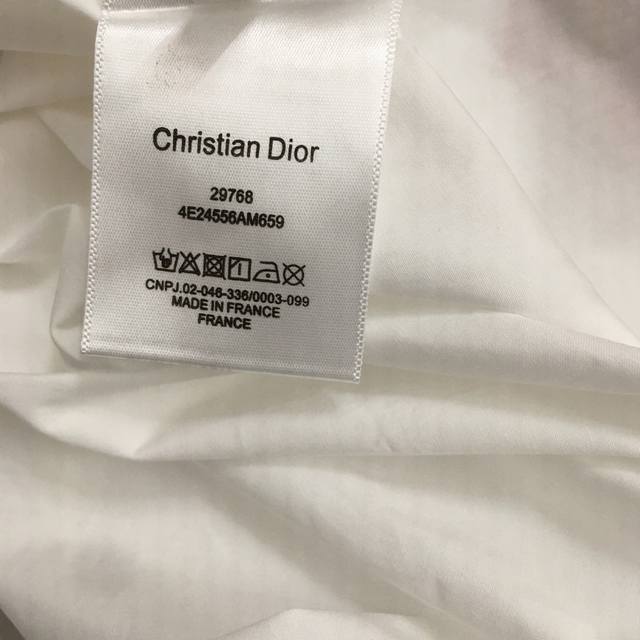 Christian Dior
29768
4E24556AM659
CNPJ.02-046-336/0003-099
MADE IN FRANCE
FRANCE